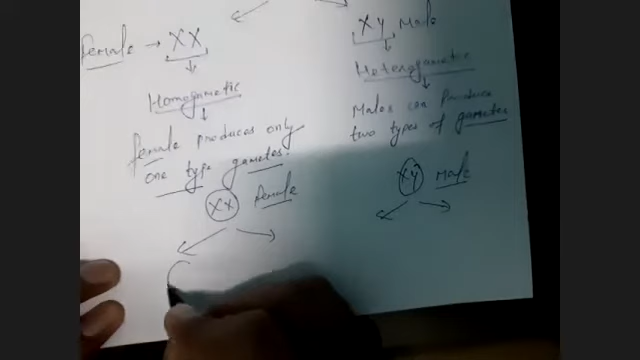 Female → XX
XY Male
Homogametic
Heterogametic
female produces only
one type gametes.
Males can produce
two types of gametes
XX female
XY Male